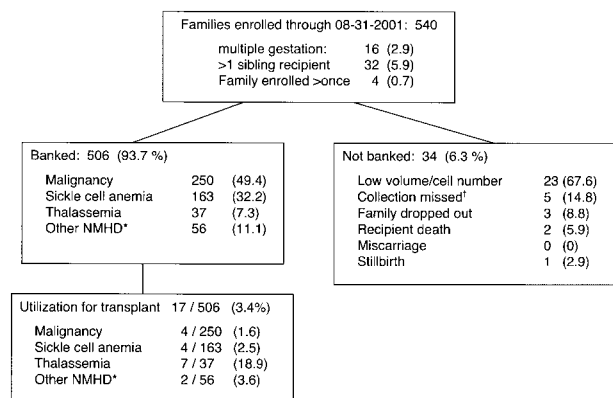 Families enrolled through 08-31-2001: 540
multiple gestation: 16 (2.9)
>1 sibling recipient 32 (5.9)
Family enrolled >once 4 (0.7)
Banked: 506 (93.7 %)
Malignancy 250 (49.4)
Sickle cell anemia 163 (32.2)
Thalassemia 37 (7.3)
Other NMHD* 56 (11.1)
Not banked: 34 (6.3 %)
Low volume/cell number 23 (67.6)
Collection missed† 5 (14.8)
Family dropped out 3 (8.8)
Recipient death 2 (5.9)
Miscarriage 0 (0)
Stillbirth 1 (2.9)
Utilization for transplant 17 / 506 (3.4%)
Malignancy 4 / 250 (1.6)
Sickle cell anemia 4 / 163 (2.5)
Thalassemia 7 / 37 (18.9)
Other NMHD* 2 / 56 (3.6)